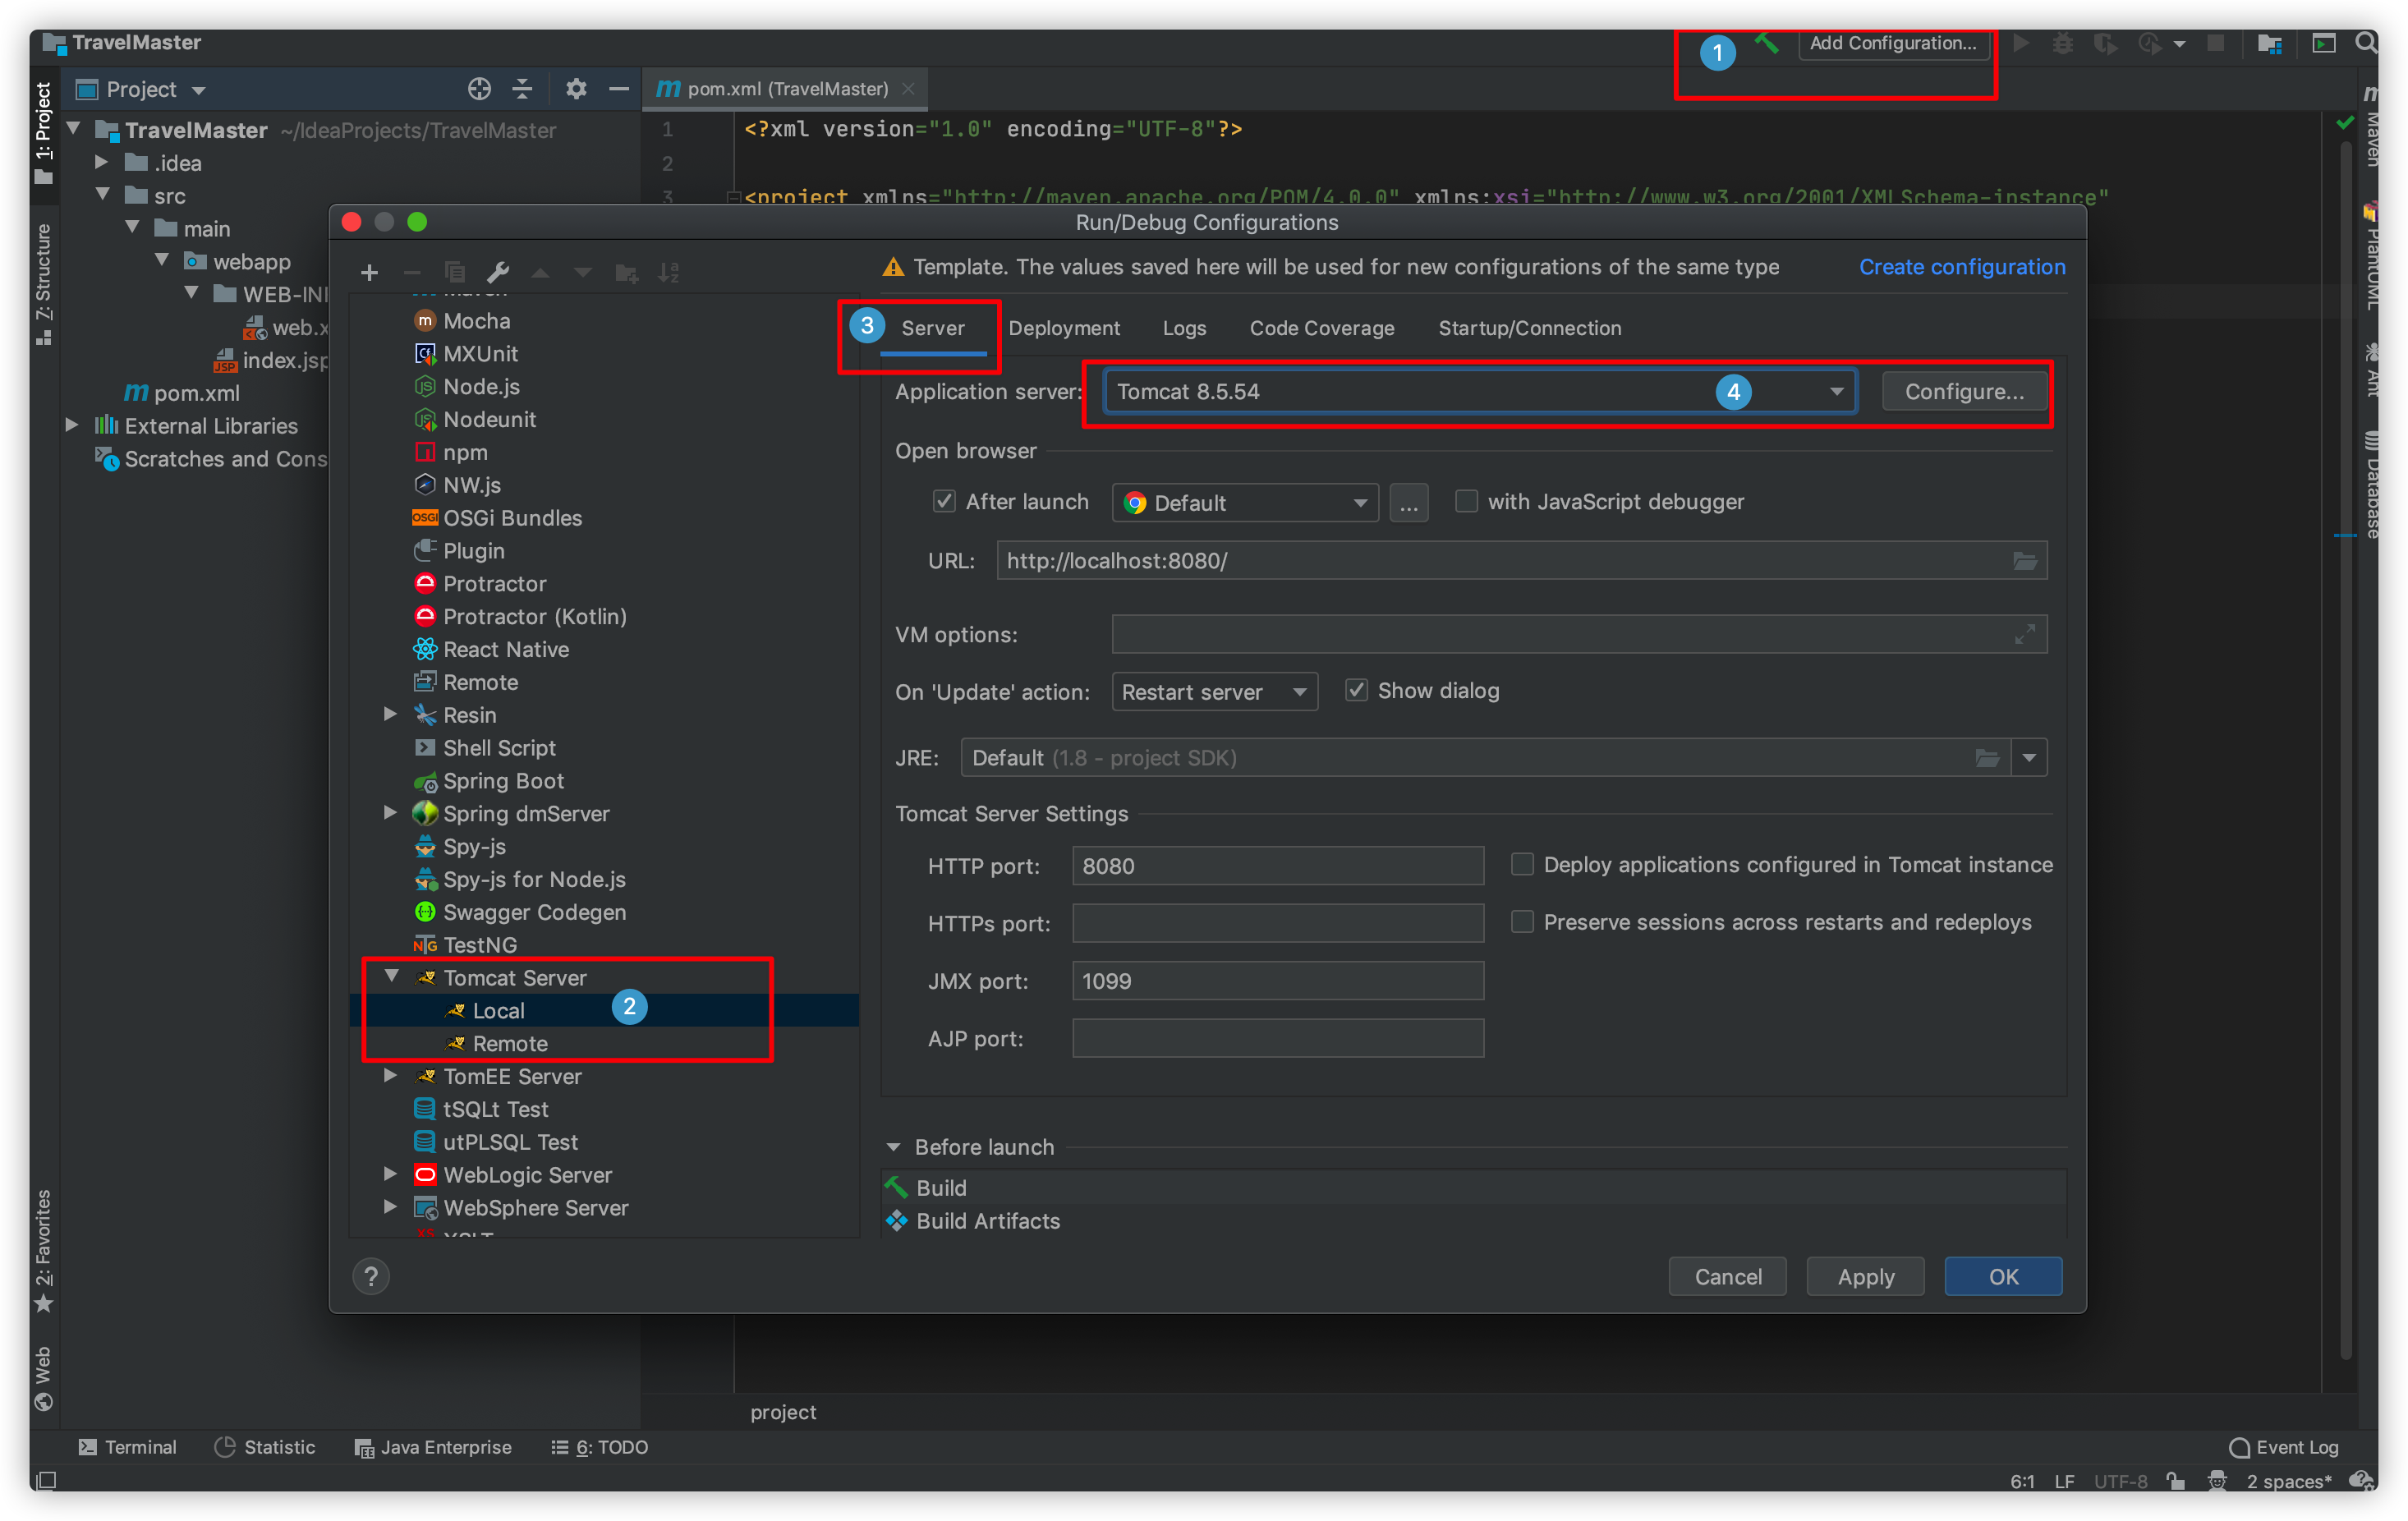 TravelMaster
1
Add Configuration...
Project
pom.xml (TravelMaster)
1: Project
7: Structure
2: Favorites
Web
TravelMaster ~/IdeaProjects/TravelMaster
.idea
src
main
webapp
WEB-INI
web.x
index.jsp
JSP
pom.xml
External Libraries
Scratches and Cons
1
<?xml version="1.0" encoding="UTF-8"?>
2
3
<project xmlns="http://maven.apache.org/POM/4.0.0" xmlns:xsi="http://www.w3.org/2001/XMLSchema-instance"
Maven
PlantUML
Ant
Database
Run/Debug Configurations
Template. The values saved here will be used for new configurations of the same type
Create configuration
Maven
Mocha
MXUnit
Node.js
Nodeunit
npm
NW.js
OSGi Bundles
Plugin
Protractor
Protractor (Kotlin)
React Native
Remote
Resin
Shell Script
Spring Boot
Spring dmServer
Spy-js
Spy-js for Node.js
Swagger Codegen
TestNG
Tomcat Server
Local
2
Remote
TomEE Server
tSQLt Test
utPLSQL Test
WebLogic Server
WebSphere Server
XSLT
3
Server
Deployment
Logs
Code Coverage
Startup/Connection
Application server:
Tomcat 8.5.54
4
Configure...
Open browser
After launch
Default
...
with JavaScript debugger
URL:
http://localhost:8080/
VM options:
On 'Update' action:
Restart server
Show dialog
JRE:
Default (1.8 - project SDK)
Tomcat Server Settings
HTTP port:
8080
Deploy applications configured in Tomcat instance
HTTPs port:
Preserve sessions across restarts and redeploys
JMX port:
1099
AJP port:
Before launch
Build
Build Artifacts
?
Cancel
Apply
OK
project
Terminal
Statistic
Java Enterprise
6: TODO
Event Log
6:1
LF
UTF-8
2 spaces*